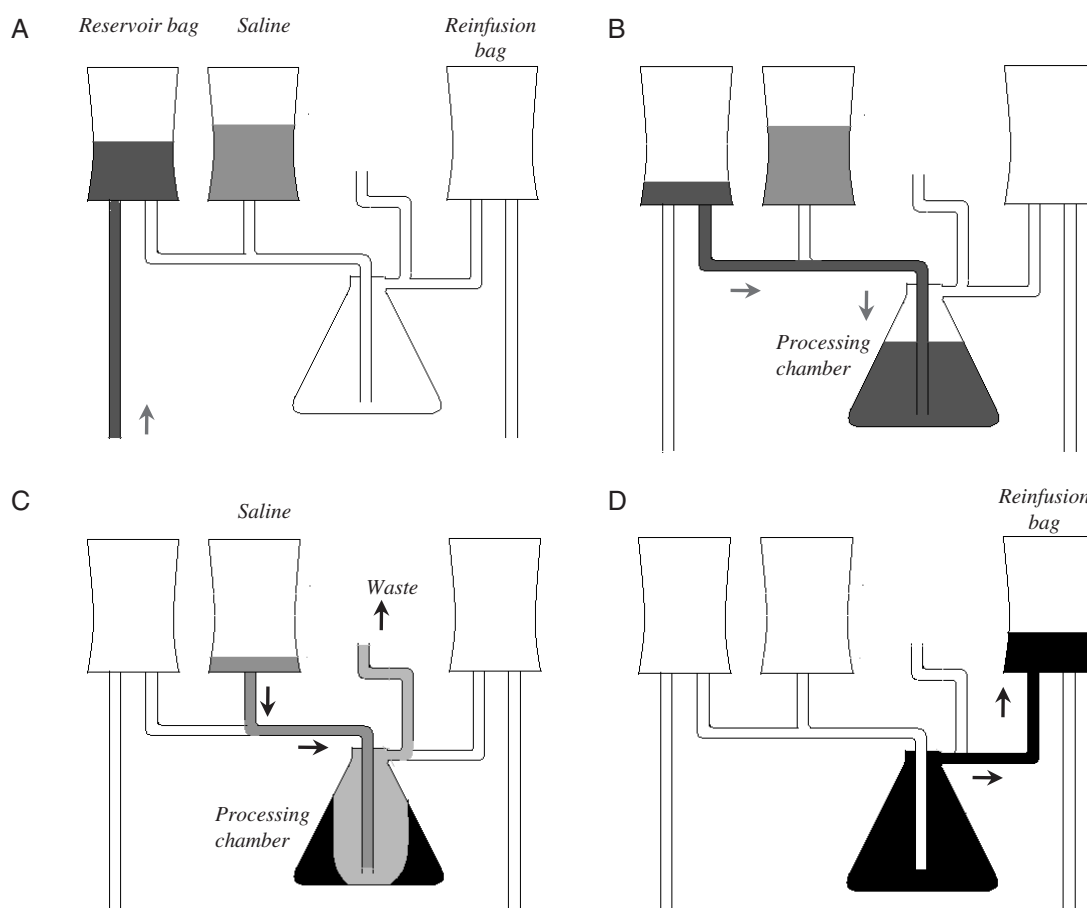 A
Reservoir bag
Saline
Reinfusion
bag
B
Processing
chamber
C
Saline
Waste
Processing
chamber
D
Reinfusion
bag